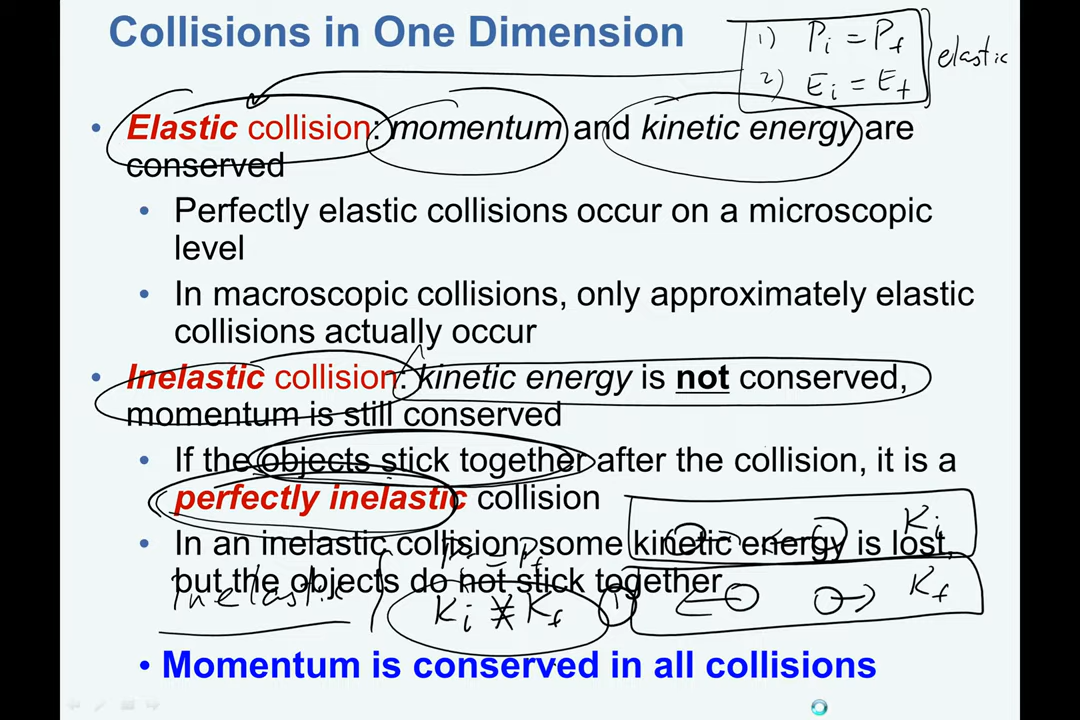 Collisions in One Dimension
1) Pi = Pf
2) Ei = Ef
elastic
• Elastic collision: momentum and kinetic energy are
conserved
• Perfectly elastic collisions occur on a microscopic
level
• In macroscopic collisions, only approximately elastic
collisions actually occur
• Inelastic collision: kinetic energy is not conserved,
momentum is still conserved
• If the objects stick together after the collision, it is a
perfectly inelastic collision
Ki
• In an inelastic collision, some kinetic energy is lost,
but the objects do not stick together
Pi = Pf
Inelastic
Ki ≠ Kf
1
Kf
• Momentum is conserved in all collisions